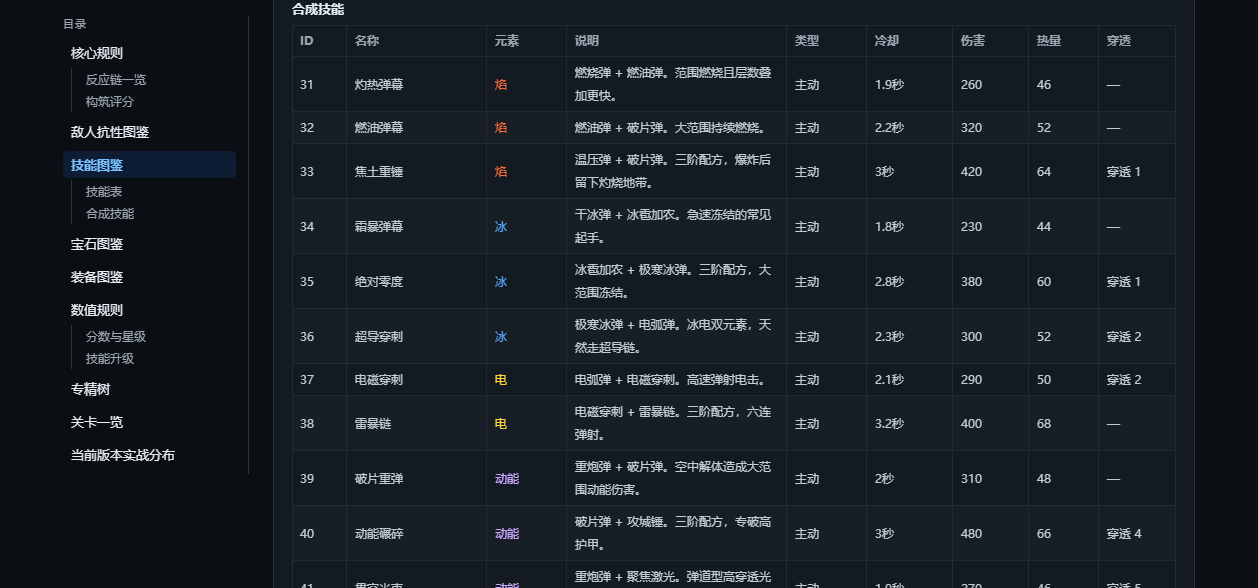 目录
核心规则
反应链一览
构筑评分
敌人抗性图鉴
技能图鉴
技能表
合成技能
宝石图鉴
装备图鉴
数值规则
分数与星级
技能升级
专精树
关卡一览
当前版本实战分布
合成技能
ID 名称 元素 说明 类型 冷却 伤害 热量 穿透
31 灼热弹幕 焰 燃烧弹 + 燃油弹。范围燃烧且层数叠
加更快。 主动 1.9秒 260 46 —
32 燃油弹幕 焰 燃油弹 + 破片弹。大范围持续燃烧。 主动 2.2秒 320 52 —
33 焦土重锤 焰 温压弹 + 破片弹。三阶配方，爆炸后
留下灼烧地带。 主动 3秒 420 64 穿透 1
34 霜暴弹幕 冰 干冰弹 + 冰雹加农。急速冻结的常见
起手。 主动 1.8秒 230 44 —
35 绝对零度 冰 冰雹加农 + 极寒冰弹。三阶配方，大
范围冻结。 主动 2.8秒 380 60 穿透 1
36 超导穿刺 冰 极寒冰弹 + 电弧弹。冰电双元素，天
然走超导链。 主动 2.3秒 300 52 穿透 2
37 电磁穿刺 电 电弧弹 + 电磁穿刺。高速弹射电击。 主动 2.1秒 290 50 穿透 2
38 雷暴链 电 电磁穿刺 + 雷暴链。三阶配方，六连
弹射。 主动 3.2秒 400 68 —
39 破片重弹 动能 重炮弹 + 破片弹。空中解体造成大范
围动能伤害。 主动 2秒 310 48 —
40 动能碾碎 动能 破片弹 + 攻城锤。三阶配方，专破高
护甲。 主动 3秒 480 66 穿透 4
重炮弹 + 聚焦激光。弹道型高穿透光
41 贯穿光束 动能 主动 1.9秒 270 46 穿透 5